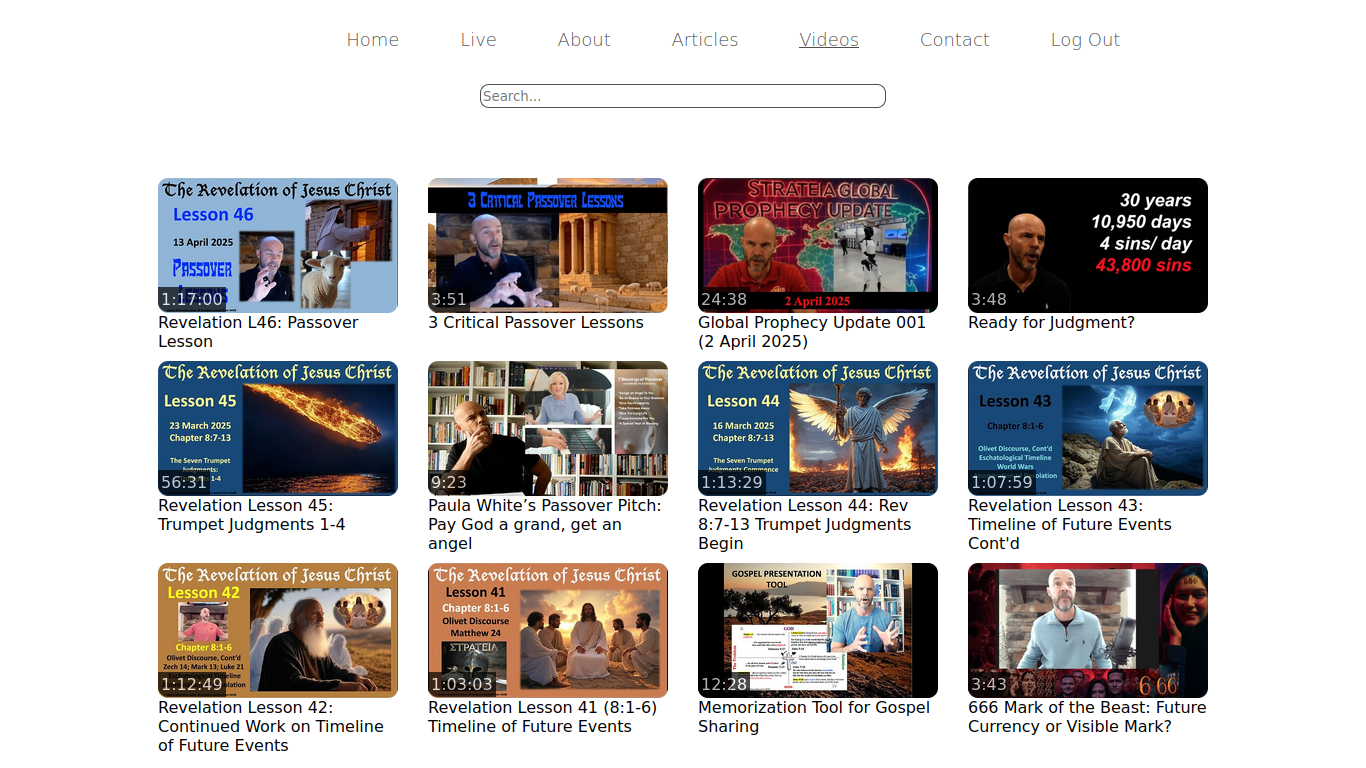 Home Live About Articles Videos Contact Log Out
Search...
The Revelation of Jesus Christ
Lesson 46
13 April 2025
PASSOVER
1:17:00
Revelation L46: Passover
Lesson
3 CRITICAL PASSOVER LESSONS
3:51
3 Critical Passover Lessons
STRATEIA GLOBAL
PROPHECY UPDATE
2 April 2025
24:38
Global Prophecy Update 001
(2 April 2025)
30 years
10,950 days
4 sins/ day
43,800 sins
3:48
Ready for Judgment?
The Revelation of Jesus Christ
Lesson 45
23 March 2025
Chapter 8:7-13
The Seven Trumpet
Judgments:
1-4
56:31
Revelation Lesson 45:
Trumpet Judgments 1-4
7 Blessings of Passover
9:23
Paula White’s Passover Pitch:
Pay God a grand, get an
angel
The Revelation of Jesus Christ
Lesson 44
16 March 2025
Chapter 8:7-13
The Seven Trumpet
Judgments Commence
1:13:29
Revelation Lesson 44: Rev
8:7-13 Trumpet Judgments
Begin
The Revelation of Jesus Christ
Lesson 43
Chapter 8:1-6
Olivet Discourse, Cont'd
Eschatological Timeline
World Wars
1:07:59
Revelation Lesson 43:
Timeline of Future Events
Cont'd
The Revelation of Jesus Christ
Lesson 42
Chapter 8:1-6
Olivet Discourse, Cont'd
Zech 14; Mark 13; Luke 21
1:12:49
Revelation Lesson 42:
Continued Work on Timeline
of Future Events
The Revelation of Jesus Christ
Lesson 41
Chapter 8:1-6
Olivet Discourse
Matthew 24
ΣΤΡΑΤΕΙΑ
1:03:03
Revelation Lesson 41 (8:1-6)
Timeline of Future Events
GOSPEL PRESENTATION
TOOL
12:28
Memorization Tool for Gospel
Sharing
666
6 66
3:43
666 Mark of the Beast: Future
Currency or Visible Mark?